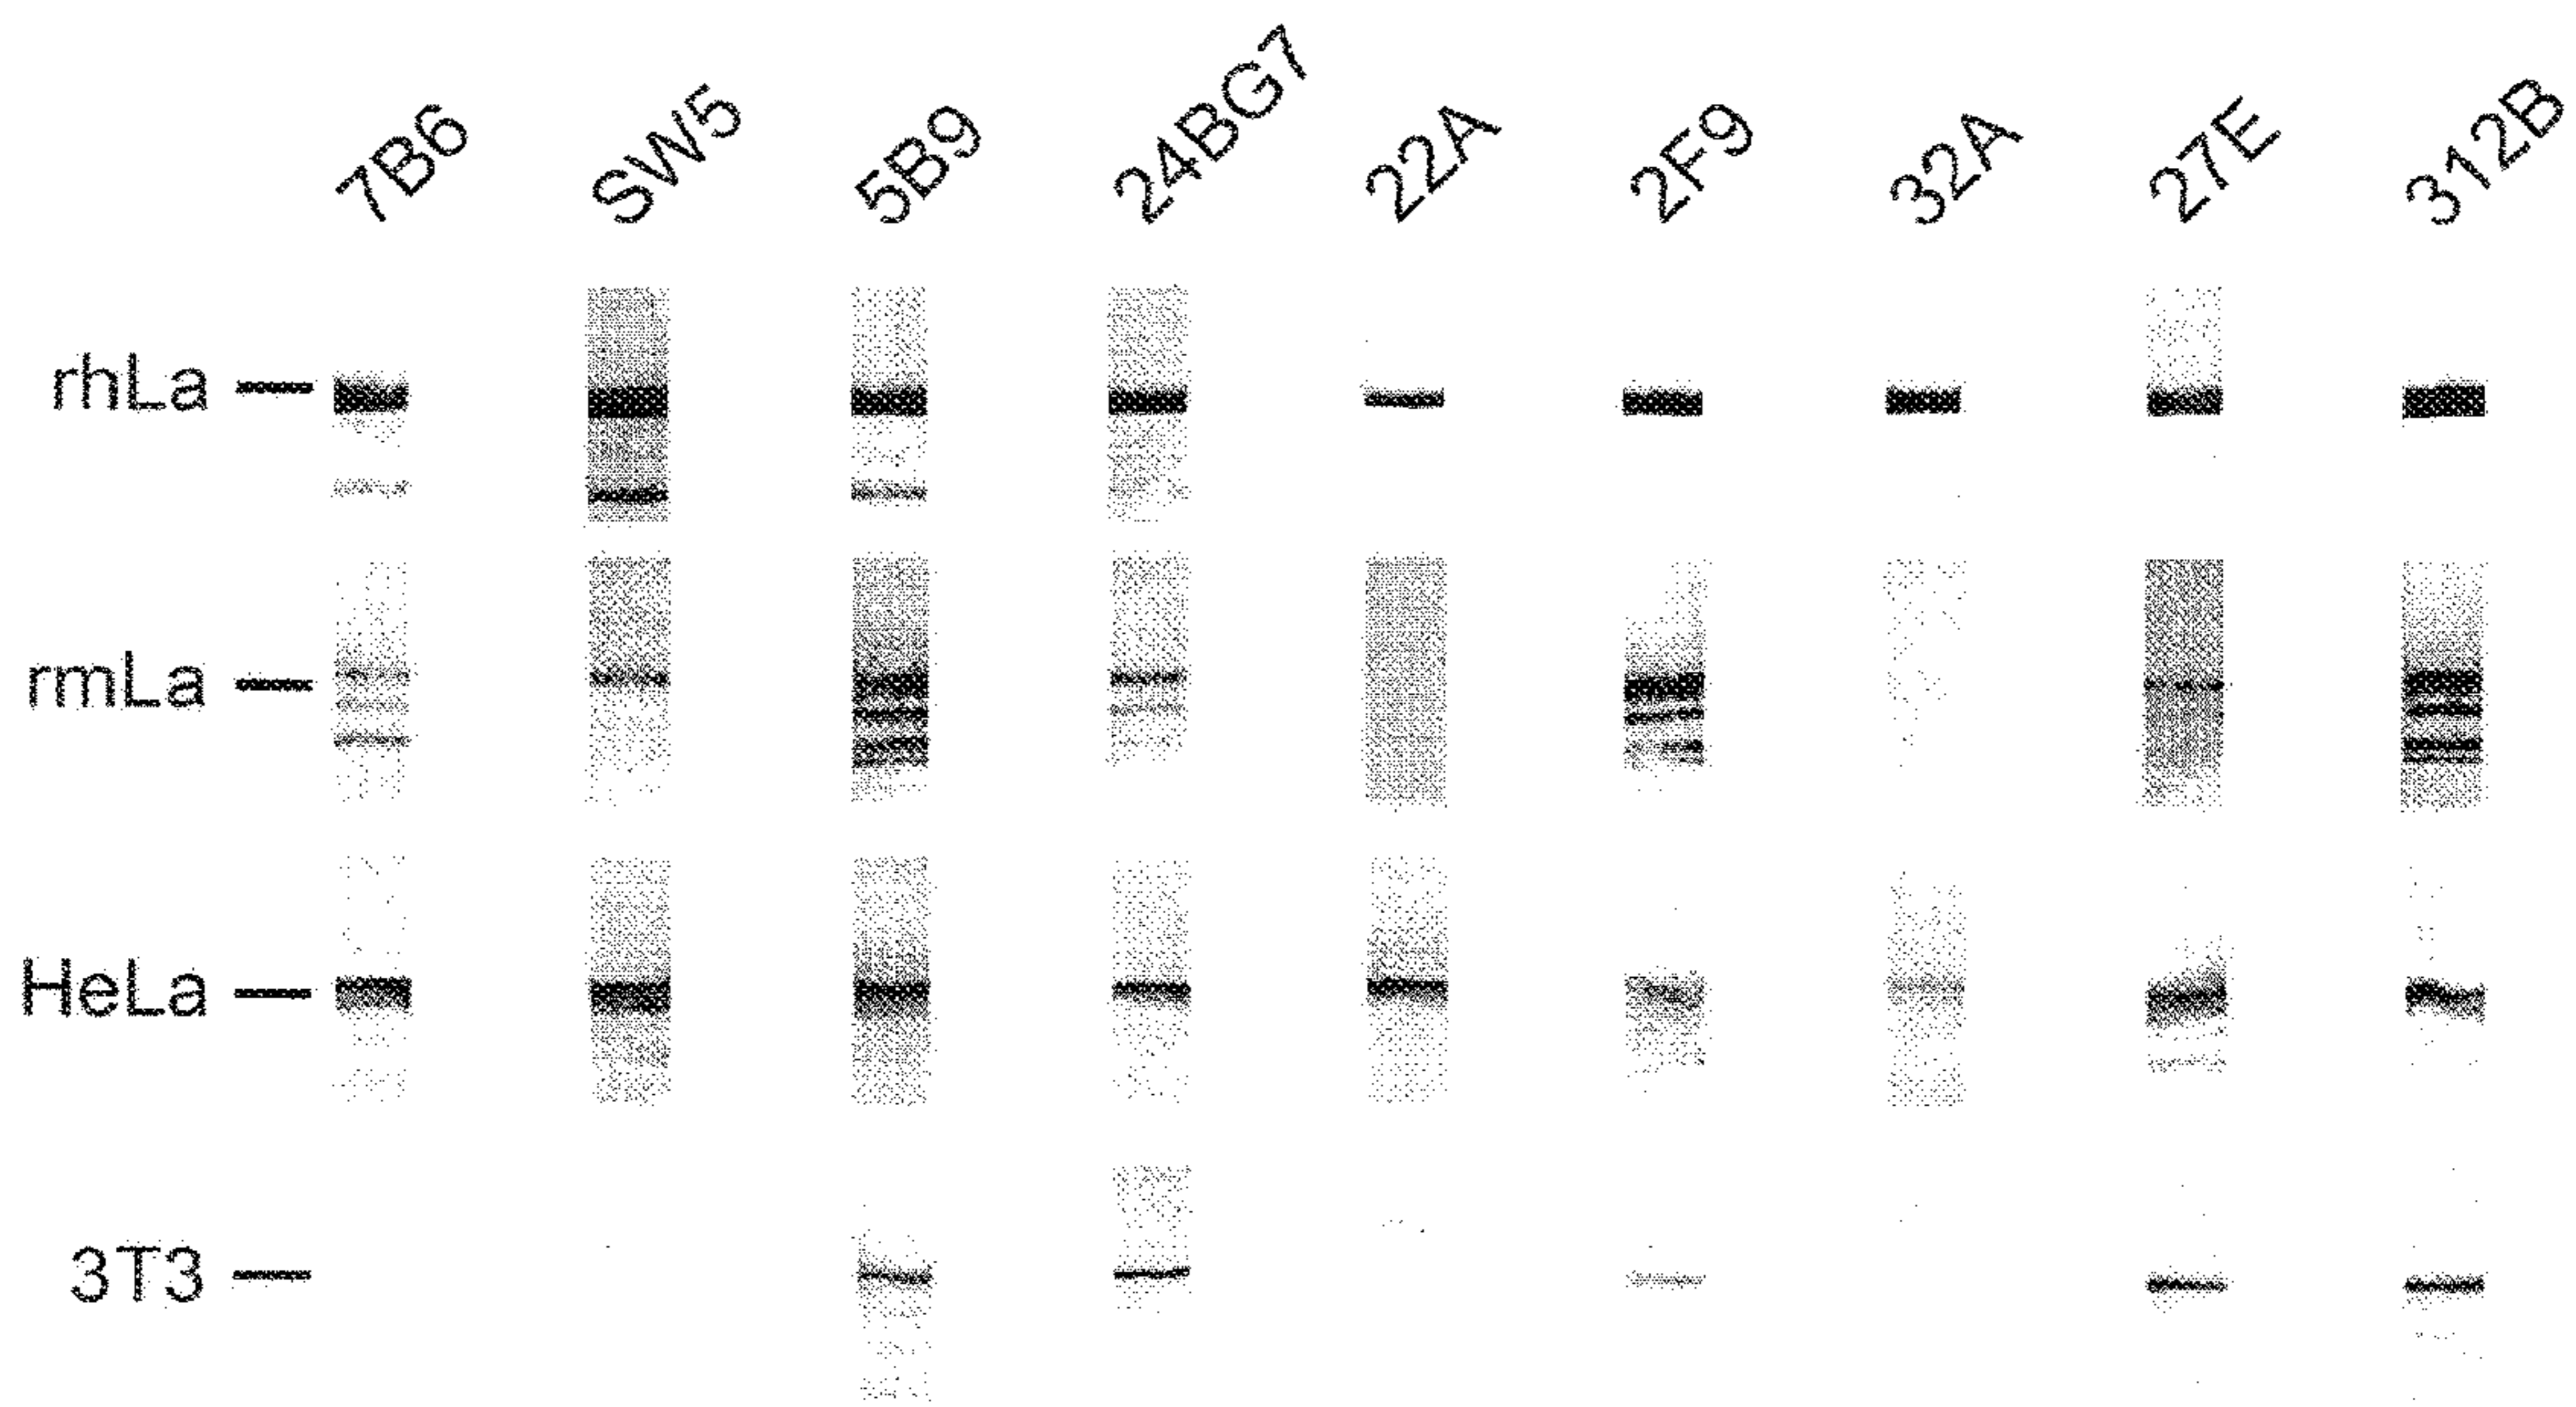 7B6 SW5 5B9 24BG7 22A 2F9 32A 27E 312B
rhLa
rmLa
HeLa
3T3